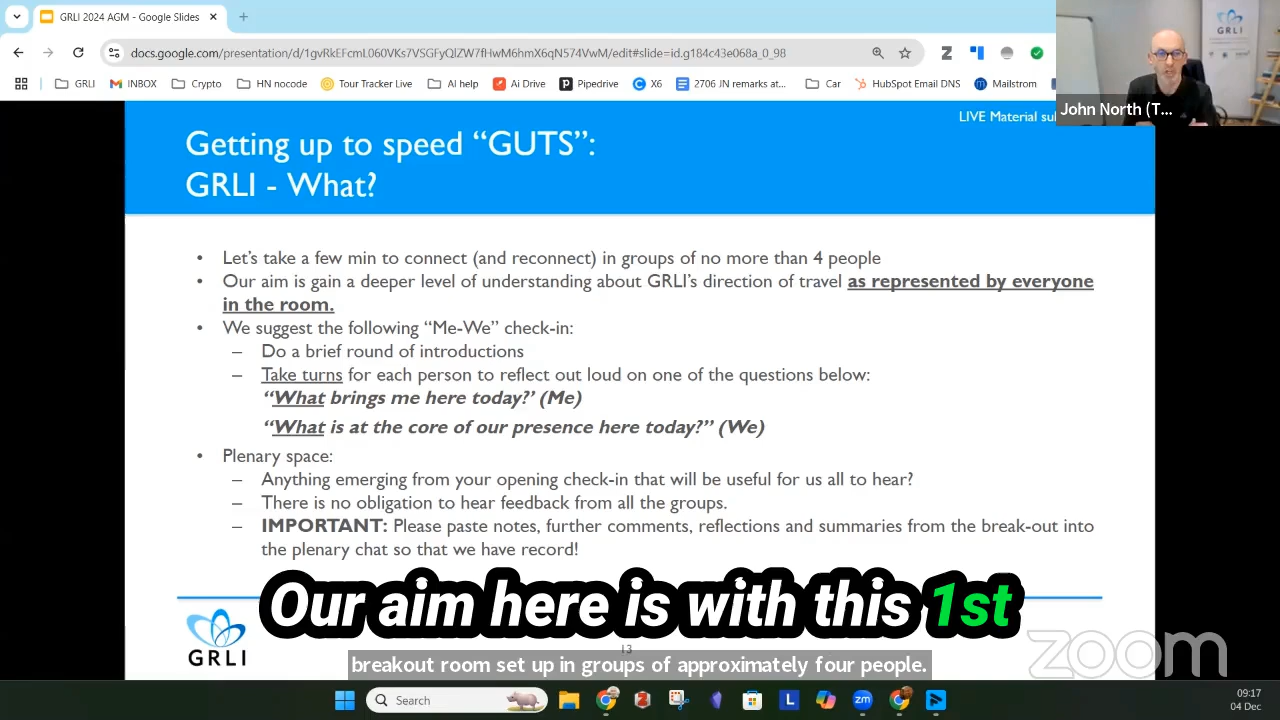 GRLI 2024 AGM - Google Slides
docs.google.com/presentation/d/1gvRkEFcmL060VKs7VSGFyQlZW7fHwM6bmX6qN574VwM/edit#slide=id.g184c43e063a_0_98
GRLI
INBOX
Crypto
HN node
Tour Tracker Live
AI help
Ai Drive
Pipedrive
X6
2706 JN remarks at...
Car
HubSpot Email DNS
Mailstrom
John North (T...
LIVE Material
Getting up to speed “GUTS”:
GRLI - What?
• Let’s take a few min to connect (and reconnect) in groups of no more than 4 people
• Our aim is gain a deeper level of understanding about GRLI’s direction of travel as represented by everyone
in the room.
• We suggest the following “Me-We” check-in:
– Do a brief round of introductions
– Take turns for each person to reflect out loud on one of the questions below:
“What brings me here today?” (Me)
“What is at the core of our presence here today?” (We)
• Plenary space:
– Anything emerging from your opening check-in that will be useful for us all to hear?
– There is no obligation to hear feedback from all the groups.
– IMPORTANT: Please paste notes, further comments, reflections and summaries from the break-out into
the plenary chat so that we have record!
Our aim here is with this 1st
GRLI
13
breakout room set up in groups of approximately four people.
zoom
Search
09:17
04 Dec